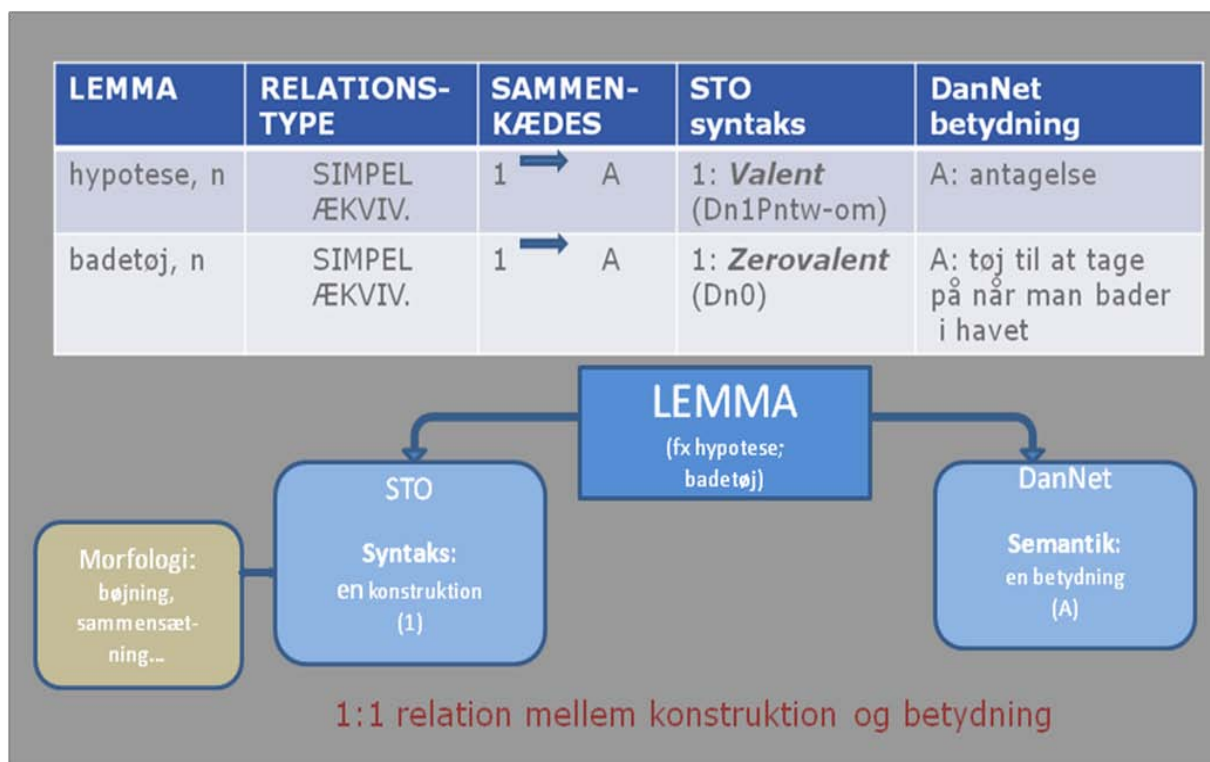 LEMMA
RELATIONS-
TYPE
SAMMEN-
KÆDES
STO
syntaks
DanNet
betydning
hypotese, n
SIMPEL
ÆKVIV.
1 A
1: Valent
(Dn1Pntw-om)
A: antagelse
badetøj, n
SIMPEL
ÆKVIV.
1 A
1: Zerovalent
(Dn0)
A: tøj til at tage
på når man bader
i havet
LEMMA
(fx hypotese;
badetøj)
STO
Syntaks:
en konstruktion
(1)
DanNet
Semantik:
en betydning
(A)
Morfologi:
bøjning,
sammensæt-
ning...
1:1 relation mellem konstruktion og betydning